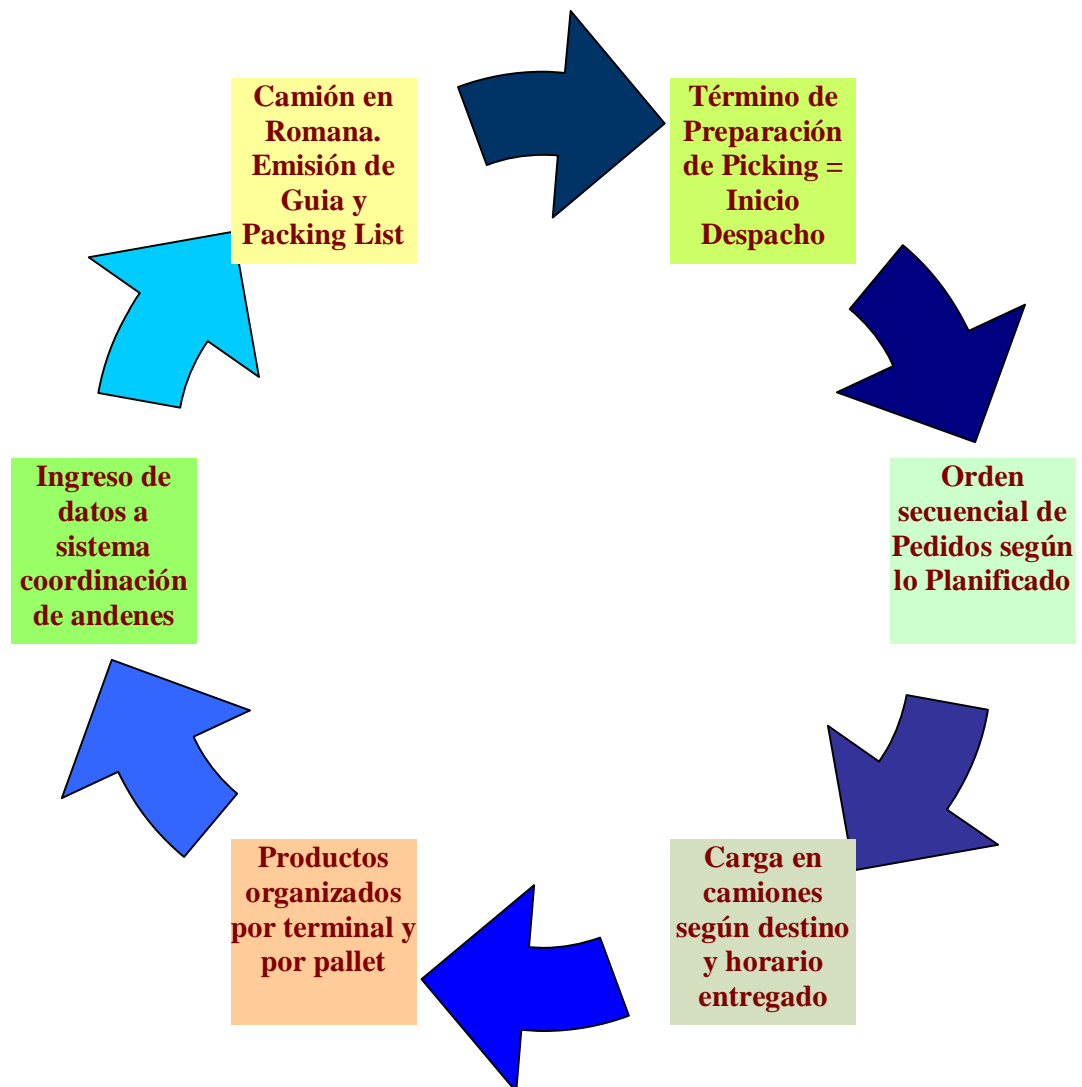 Camión en
Romana.
Emisión de
Guia y
Packing List
Término de
Preparación
de Picking =
Inicio
Despacho
Orden
secuencial de
Pedidos según
lo Planificado
Carga en
camiones
según destino
y horario
entregado
Productos
organizados
por terminal y
por pallet
Ingreso de
datos a
sistema
coordinación
de andenes